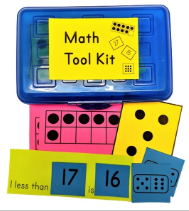 Math
Tool Kit
1 less than 17 is 16